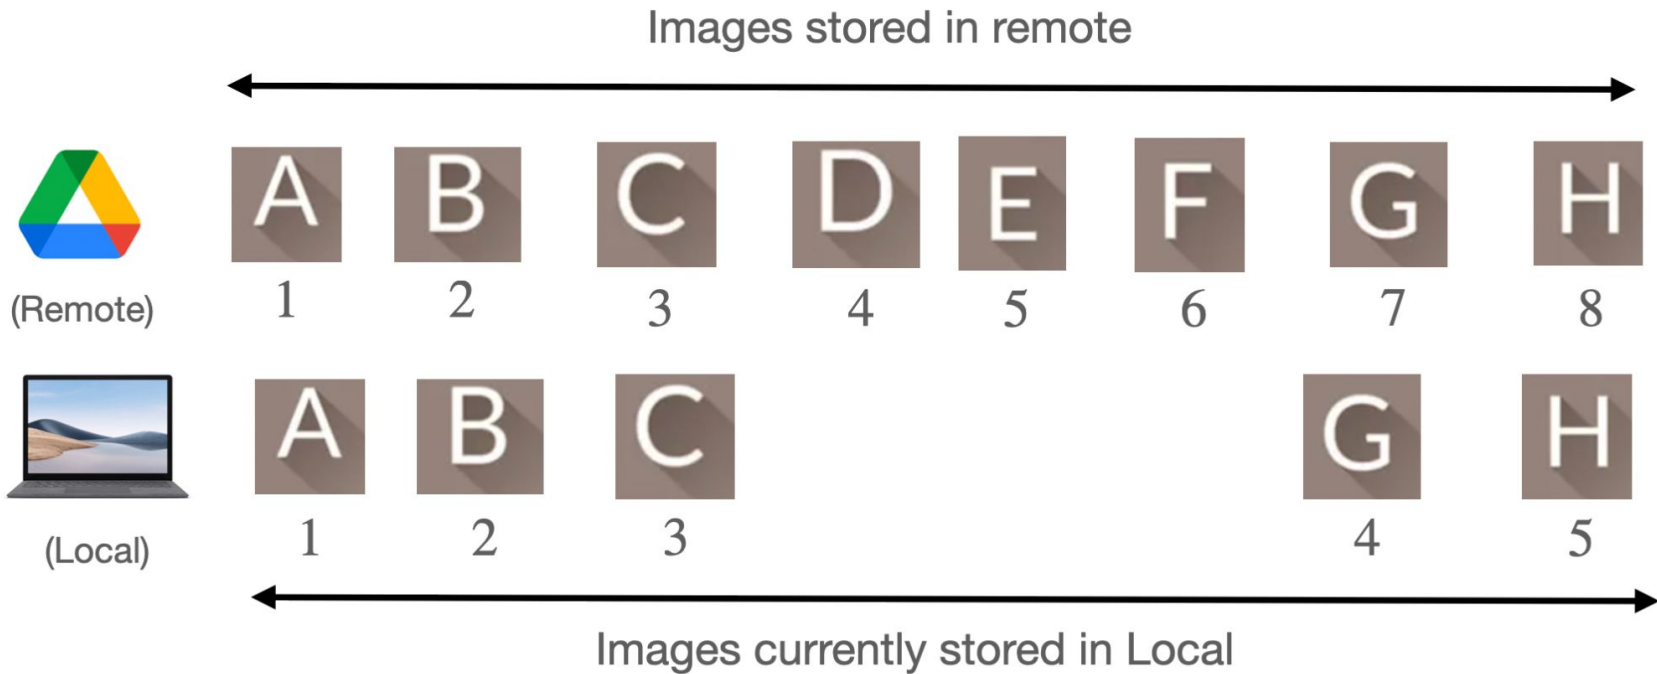 Images stored in remote
A B C D E F G H
(Remote) 1 2 3 4 5 6 7 8
A B C G H
1 2 3 4 5
(Local)
Images currently stored in Local